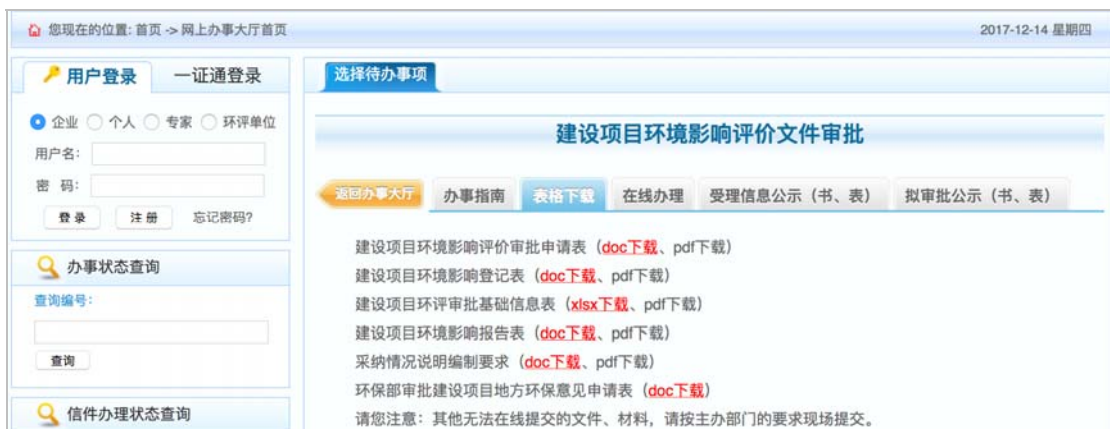 您现在的位置: 首页 -> 网上办事大厅首页
2017-12-14 星期四
用户登录
一证通登录
企业 个人 专家 环评单位
用户名:
密 码:
登录 注册 忘记密码?
办事状态查询
查询编号:
查询
信件办理状态查询
选择待办事项
建设项目环境影响评价文件审批
返回办事大厅 办事指南 表格下载 在线办理 受理信息公示（书、表） 拟审批公示（书、表）
建设项目环境影响评价审批申请表（doc下载、pdf下载）
建设项目环境影响登记表（doc下载、pdf下载）
建设项目环评审批基础信息表（xlsx下载、pdf下载）
建设项目环境影响报告表（doc下载、pdf下载）
采纳情况说明编制要求（doc下载、pdf下载）
环保部审批建设项目地方环保意见申请表（doc下载）
请您注意：其他无法在线提交的文件、材料，请按主办部门的要求现场提交。